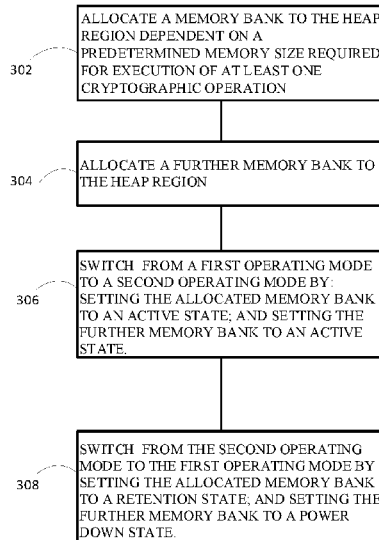 ALLOCATE A MEMORY BANK TO THE HEAP
REGION DEPENDENT ON A
PREDETERMINED MEMORY SIZE REQUIRED
FOR EXECUTION OF AT LEAST ONE
CRYPTOGRAPHIC OPERATION
302
ALLOCATE A FURTHER MEMORY BANK TO
THE HEAP REGION
304
SWITCH FROM A FIRST OPERATING MODE
TO A SECOND OPERATING MODE BY:
SETTING THE ALLOCATED MEMORY BANK
TO AN ACTIVE STATE; AND SETTING THE
FURTHER MEMORY BANK TO AN ACTIVE
STATE.
306
SWITCH FROM THE SECOND OPERATING
MODE TO THE FIRST OPERATING MODE BY
SETTING THE ALLOCATED MEMORY BANK
TO A RETENTION STATE; AND SETTING THE
FURTHER MEMORY BANK TO A POWER
DOWN STATE.
308